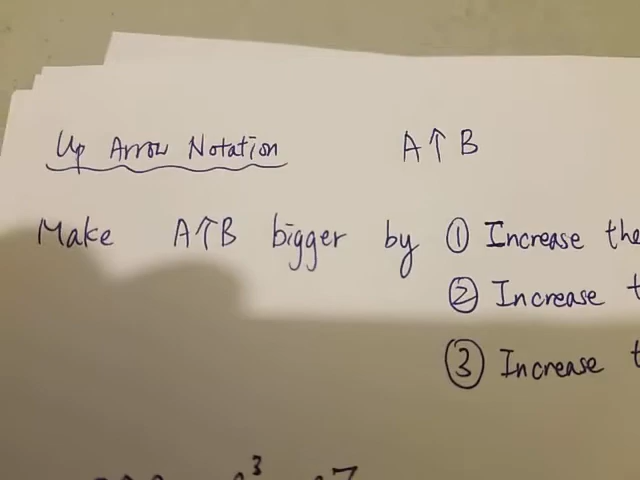 Up Arrow Notation A↑B
Make A↑B bigger by ① Increase the
② Increase
③ Increase